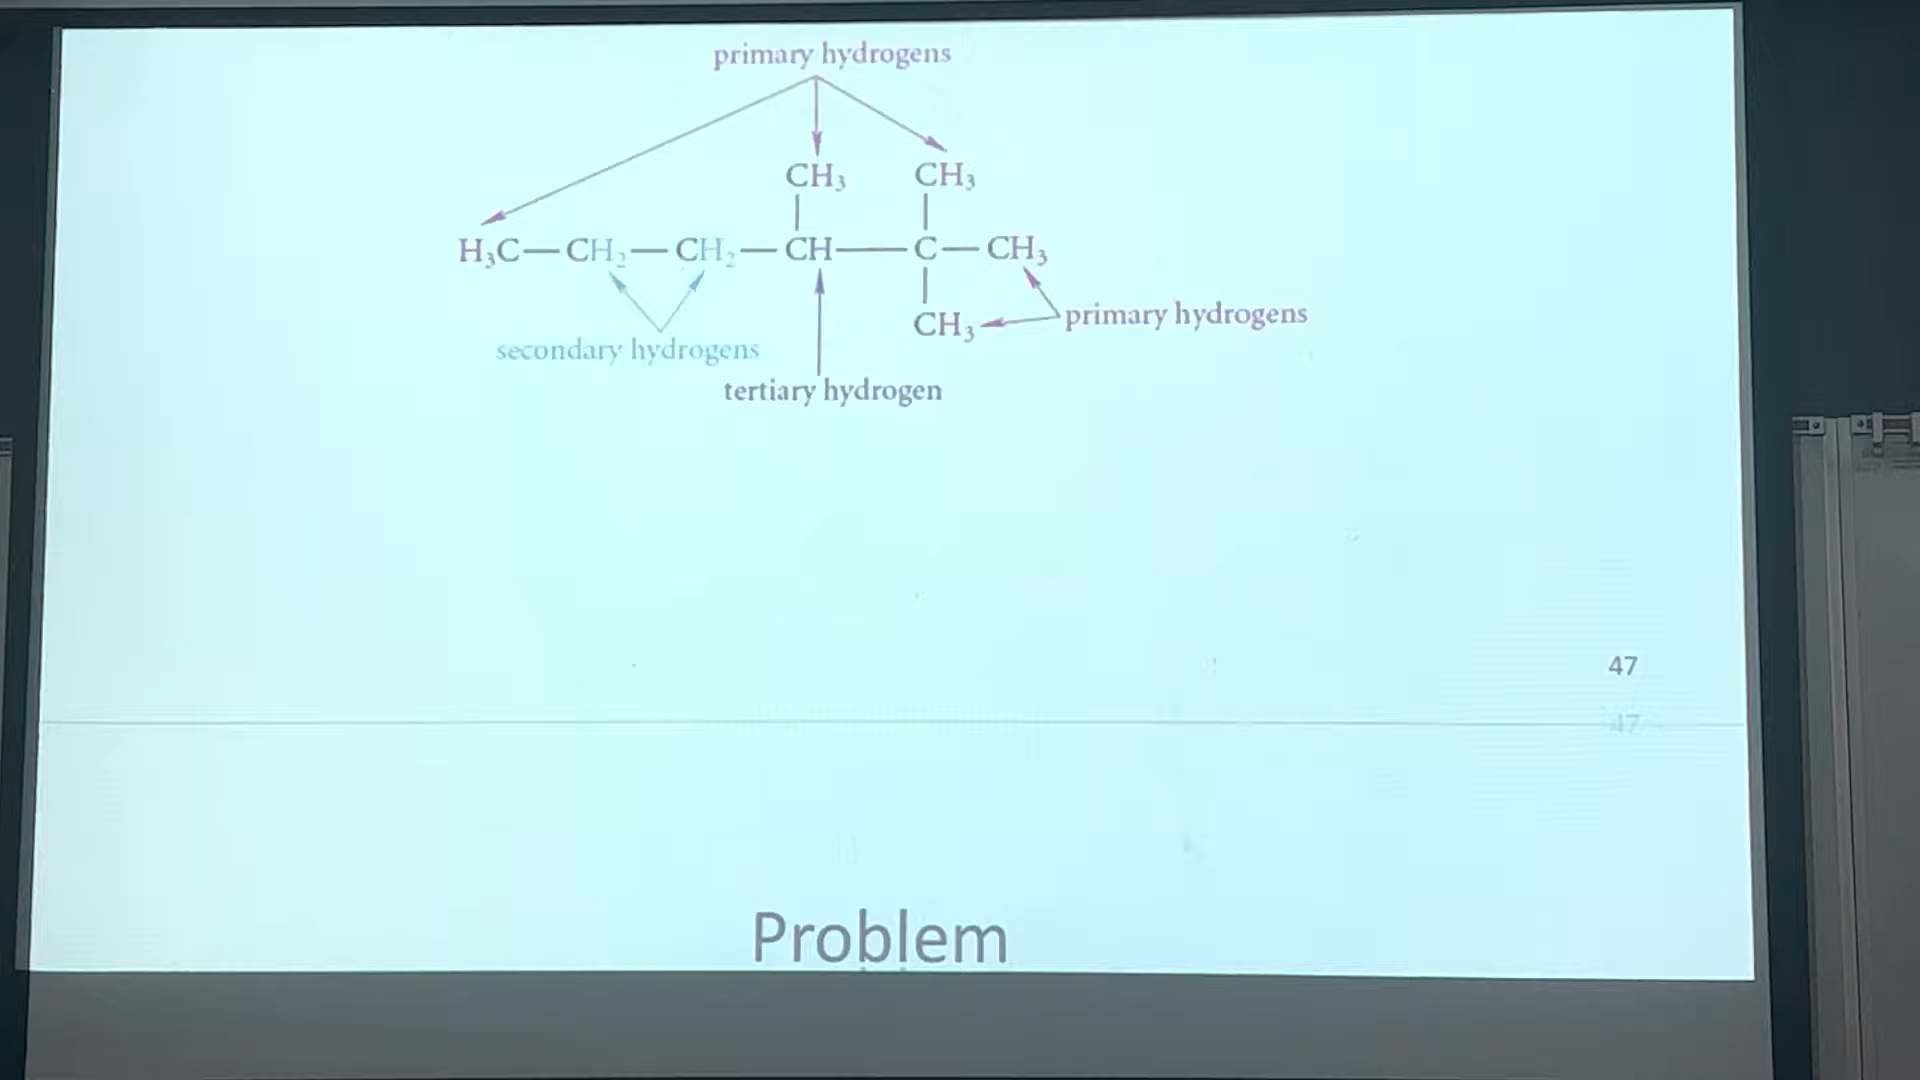 primary hydrogens
CH₃ CH₃
H₃C—CH₂—CH₂—CH—C—CH₃
CH₃
primary hydrogens
secondary hydrogens
tertiary hydrogen
47
47
Problem